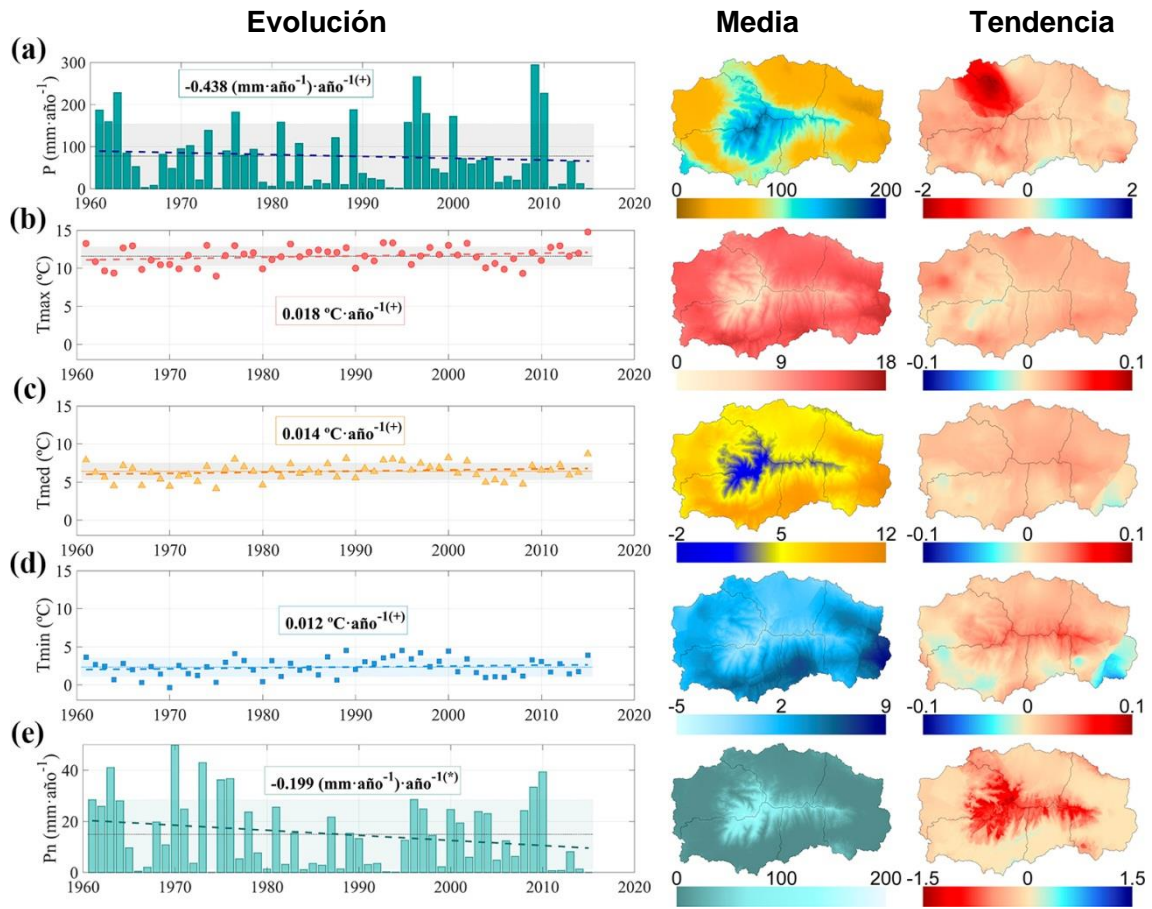 Evolución Media Tendencia
(a)
P (mm·año-1)
300
200
100
0
-0.438 (mm·año-1)·año-1(+)
1960 1970 1980 1990 2000 2010 2020
0 100 200
-2 0 2
(b)
Tmax (ºC)
15
10
5
0
0.018 ºC·año-1(+)
1960 1970 1980 1990 2000 2010 2020
0 9 18
-0.1 0 0.1
(c)
Tmed (ºC)
15
10
5
0
0.014 ºC·año-1(+)
1960 1970 1980 1990 2000 2010 2020
-2 5 12
-0.1 0 0.1
(d)
Tmin (ºC)
15
10
5
0
0.012 ºC·año-1(+)
1960 1970 1980 1990 2000 2010 2020
-5 2 9
-0.1 0 0.1
(e)
Pn (mm·año-1)
40
20
0
-0.199 (mm·año-1)·año-1(*)
1960 1970 1980 1990 2000 2010 2020
0 100 200
-1.5 0 1.5